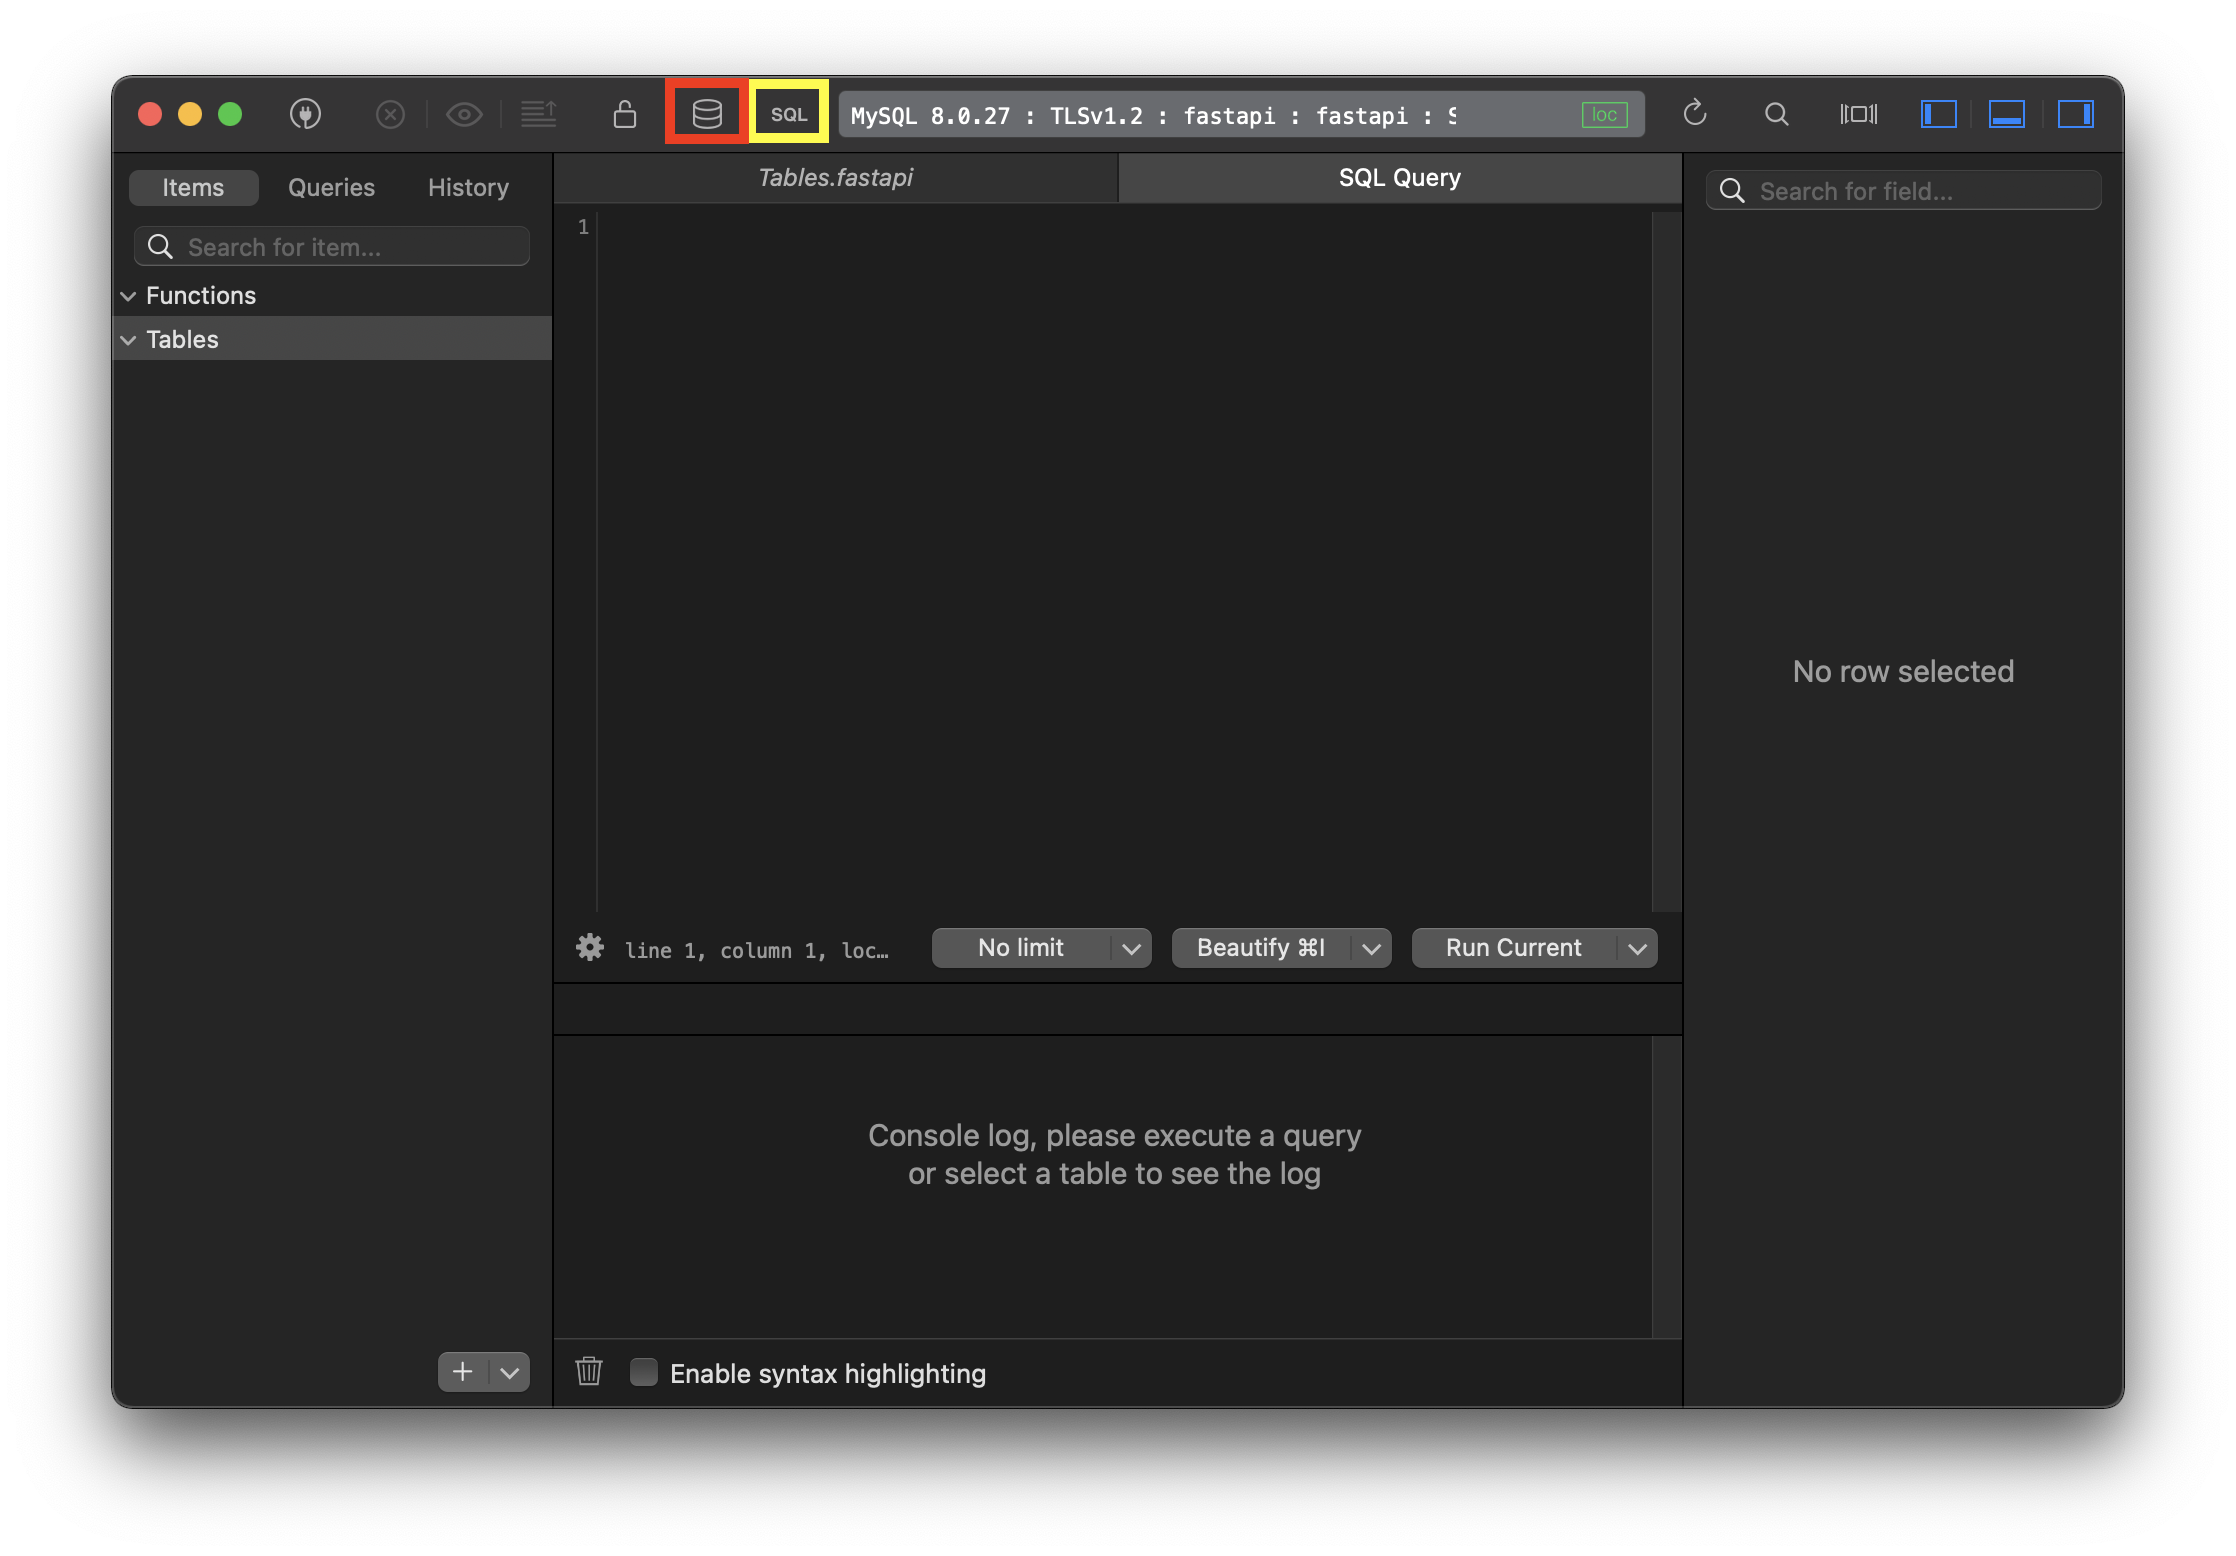 SQL
MySQL 8.0.27 : TLSv1.2 : fastapi : fastapi : S
loc
Items
Queries
History
Search for item...
Functions
Tables
Tables.fastapi
SQL Query
1
Search for field...
No row selected
line 1, column 1, loc…
No limit
Beautify ⌘I
Run Current
Console log, please execute a query
or select a table to see the log
Enable syntax highlighting